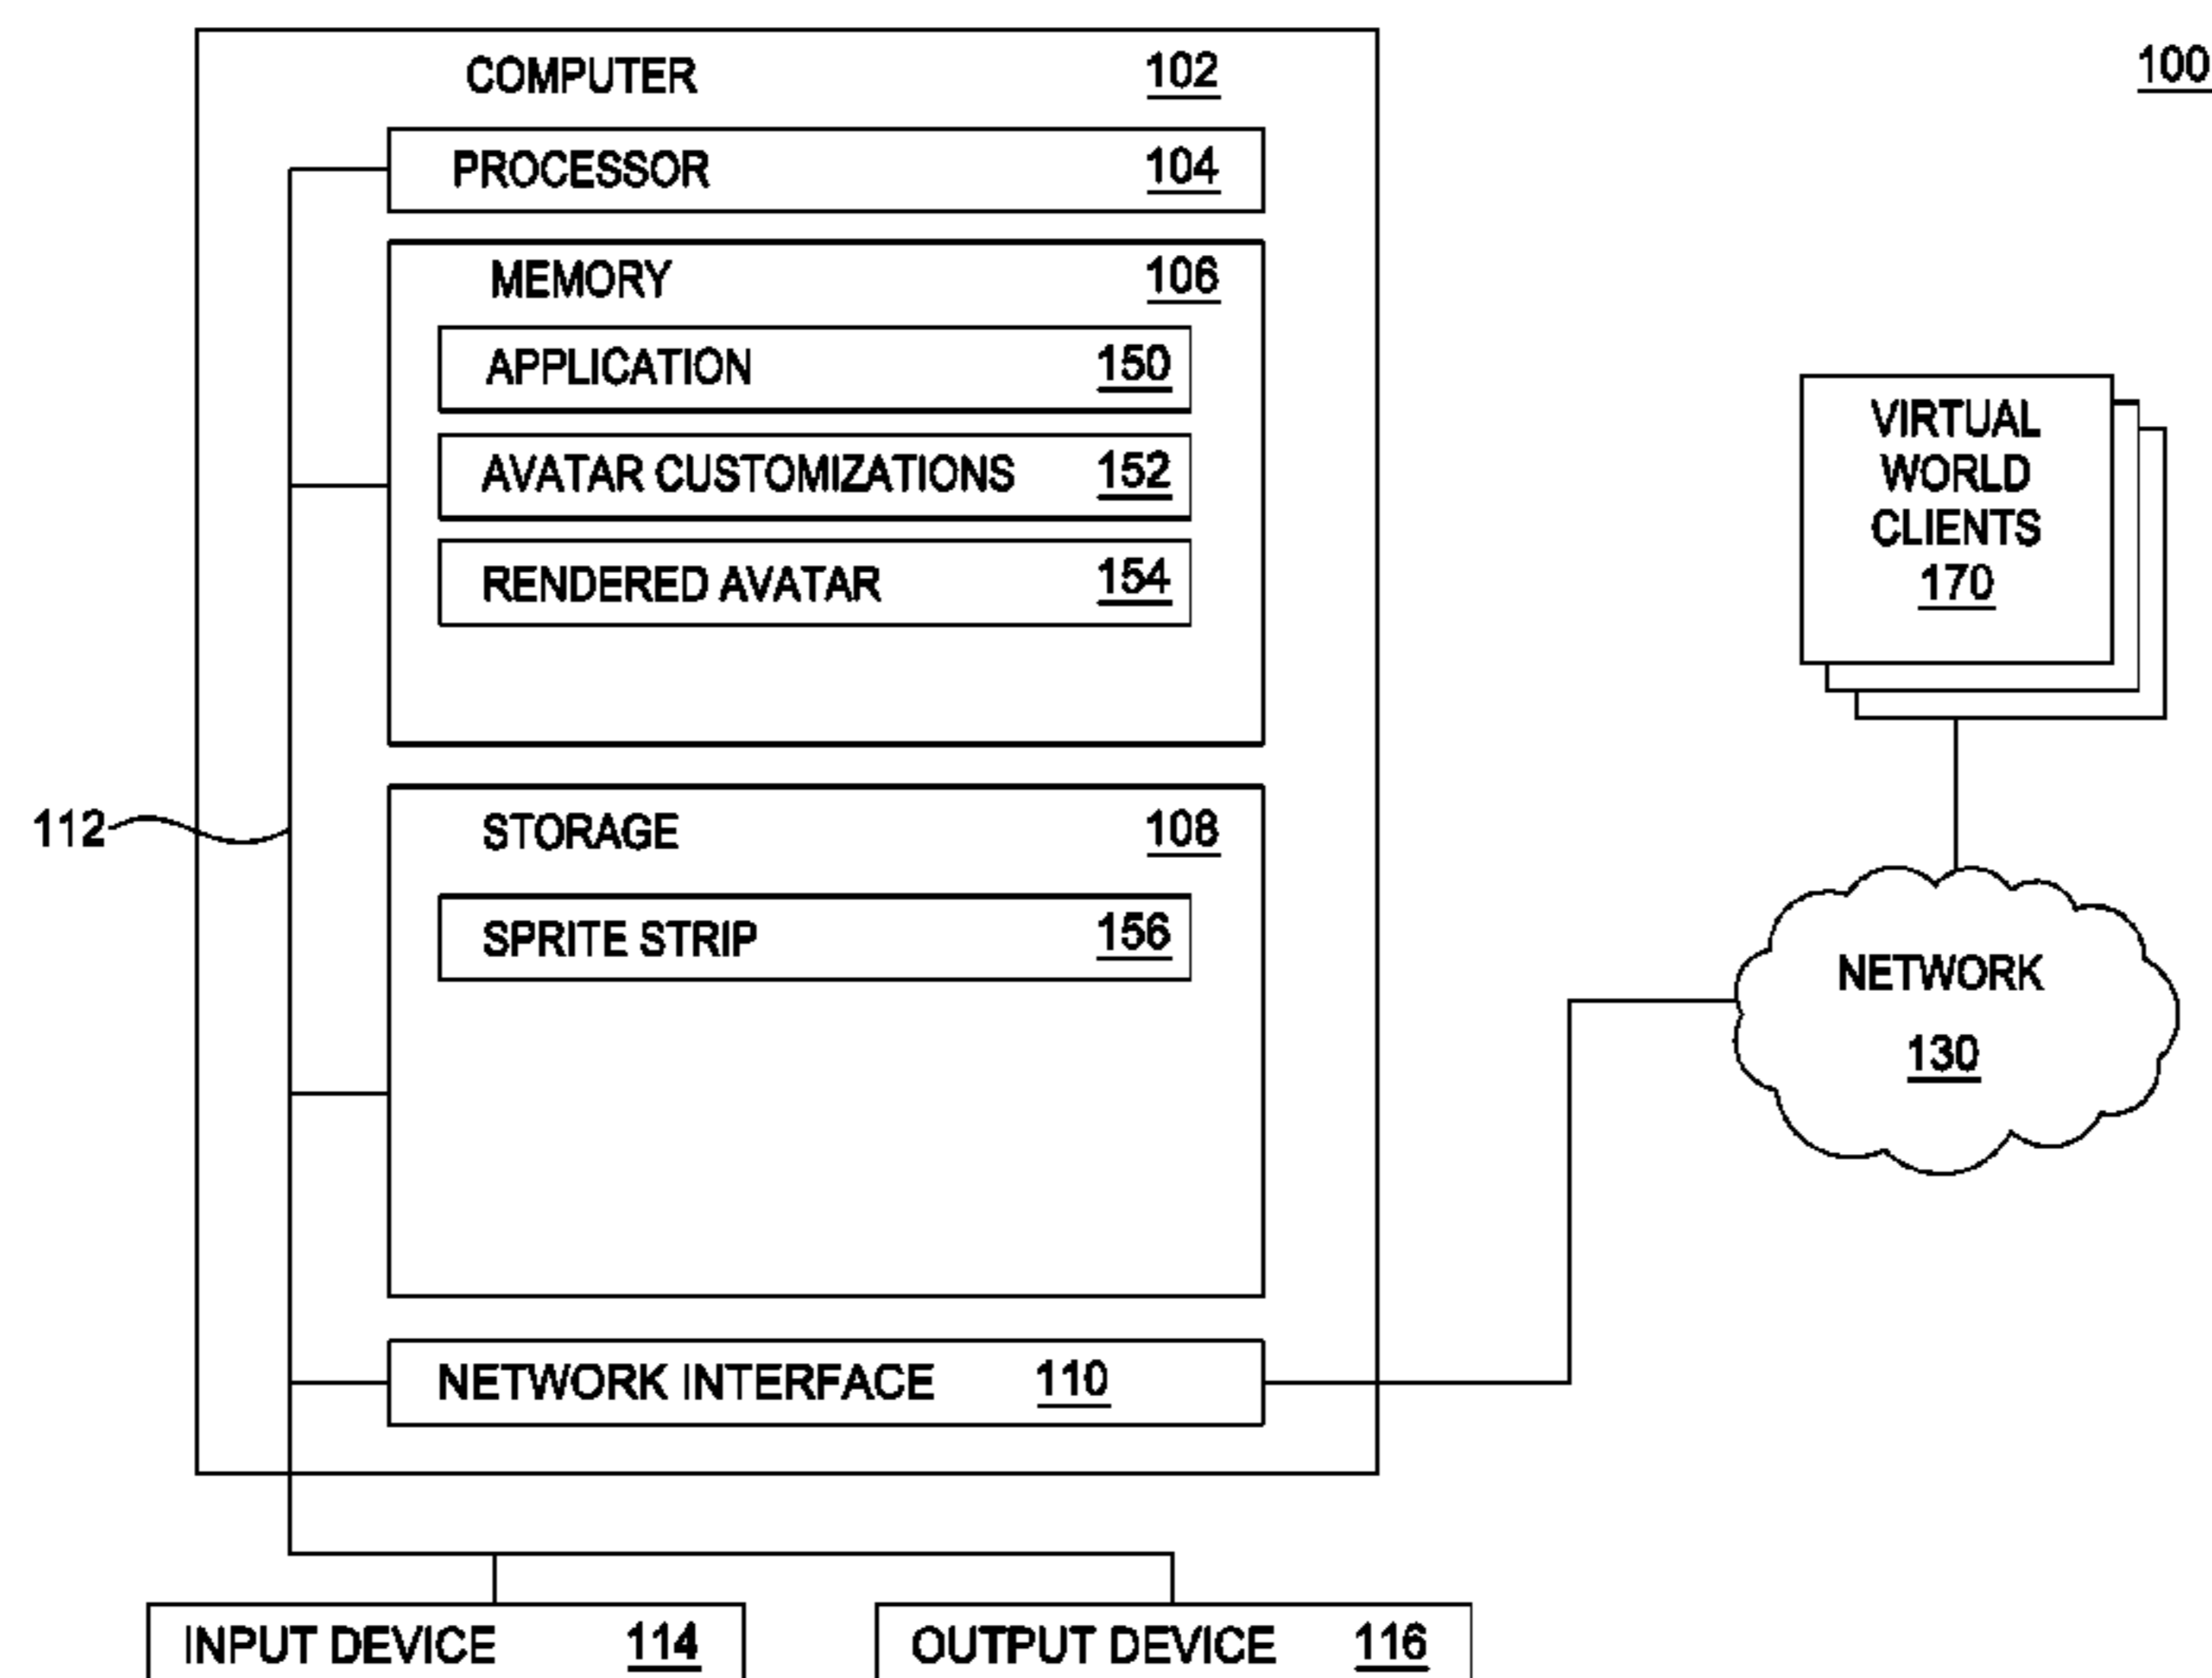 100
COMPUTER 102
PROCESSOR 104
MEMORY 106
APPLICATION 150
AVATAR CUSTOMIZATIONS 152
RENDERED AVATAR 154
112
STORAGE 108
SPRITE STRIP 156
NETWORK INTERFACE 110
INPUT DEVICE 114
OUTPUT DEVICE 116
VIRTUAL
WORLD
CLIENTS
170
NETWORK
130